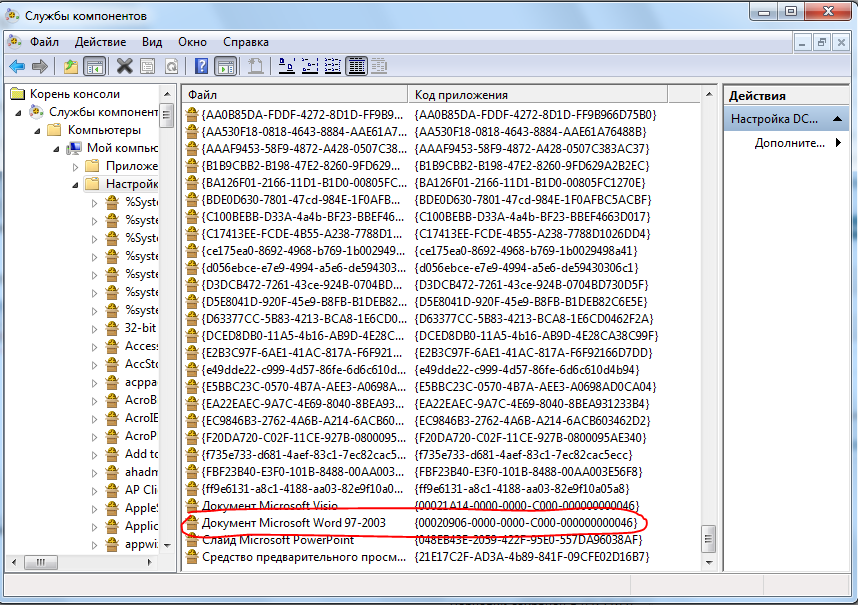 Службы компонентов
Файл Действие Вид Окно Справка
Корень консоли
Службы компонент
Компьютеры
Мой компью
Приложе
Настройк
%Syste
%syste
%Syste
%syste
%syste
%syste
%syste
32-bit
Access
AccSto
acppa
AcroB
AcroIE
AcroP
Add to
ahadm
AP Cli
AppleS
Applic
appwiz
Файл Код приложения
{AA0B85DA-FDDF-4272-8D1D-FF9B9... {AA0B85DA-FDDF-4272-8D1D-FF9B966D75B0}
{AA530F18-0818-4643-8884-AAE61A7... {AA530F18-0818-4643-8884-AAE61A76488B}
{AAAF9453-58F9-4872-A428-0507C38... {AAAF9453-58F9-4872-A428-0507C383AC37}
{B1B9CBB2-B198-47E2-8260-9FD629... {B1B9CBB2-B198-47E2-8260-9FD629A2B2EC}
{BA126F01-2166-11D1-B1D0-00805FC... {BA126F01-2166-11D1-B1D0-00805FC1270E}
{BDE0D630-7801-47cd-984E-1F0AFB... {BDE0D630-7801-47cd-984E-1F0AFBC5ACBF}
{C100BEBB-D33A-4a4b-BF23-BBEF46... {C100BEBB-D33A-4a4b-BF23-BBEF4663D017}
{C17413EE-FCDE-4B55-A238-7788D1... {C17413EE-FCDE-4B55-A238-7788D1026DD4}
{ce175ea0-8692-4968-b769-1b002949... {ce175ea0-8692-4968-b769-1b0029498a41}
{d056ebce-e7e9-4994-a5e6-de594303... {d056ebce-e7e9-4994-a5e6-de59430306c1}
{D3DCB472-7261-43ce-924B-0704BD... {D3DCB472-7261-43ce-924B-0704BD730D5F}
{D5E8041D-920F-45e9-B8FB-B1DEB82... {D5E8041D-920F-45e9-B8FB-B1DEB82C6E5E}
{D63377CC-5B83-4213-BCA8-1F6CD0... {D63377CC-5B83-4213-BCA8-1F6CD0462F2A}
{DCED8DB0-11A5-4b16-AB9D-4E28C... {DCED8DB0-11A5-4b16-AB9D-4E28CA38C99F}
{E2B3C97F-6AE1-41AC-817A-F6F921... {E2B3C97F-6AE1-41AC-817A-F6F92166D7DD}
{e49dde22-c999-4d57-86fe-6d6c610d... {e49dde22-c999-4d57-86fe-6d6c610d4b94}
{E5BBC23C-0570-4B7A-AEE3-A0698A... {E5BBC23C-0570-4B7A-AEE3-A0698AD0CA04}
{EA22EAEC-9A7C-4E69-8040-8BEA93... {EA22EAEC-9A7C-4E69-8040-8BEA931233B4}
{EC9846B3-2762-4A6B-A214-6ACB60... {EC9846B3-2762-4A6B-A214-6ACB603462D2}
{F20DA720-C02F-11CE-927B-0800095... {F20DA720-C02F-11CE-927B-0800095AE340}
{f735e733-d681-4aef-83c1-7ec82cac... {f735e733-d681-4aef-83c1-7ec82cac5ecc}
{FBF23B40-E3F0-101B-8488-00AA003... {FBF23B40-E3F0-101B-8488-00AA003E56F8}
{ff9e6131-a8c1-4188-aa03-82e9f10a0... {ff9e6131-a8c1-4188-aa03-82e9f10a05a8}
Документ Microsoft Visio {00021A14-0000-0000-C000-000000000046}
Документ Microsoft Word 97-2003 {00020906-0000-0000-C000-000000000046}
Слайд Microsoft PowerPoint {048EB43E-2059-422F-95E0-557DA96038AF}
Средство предварительного просм... {21E17C2F-AD3A-4b89-841F-09CFE02D16B7}
Действия
Настройка DC...
Дополните...